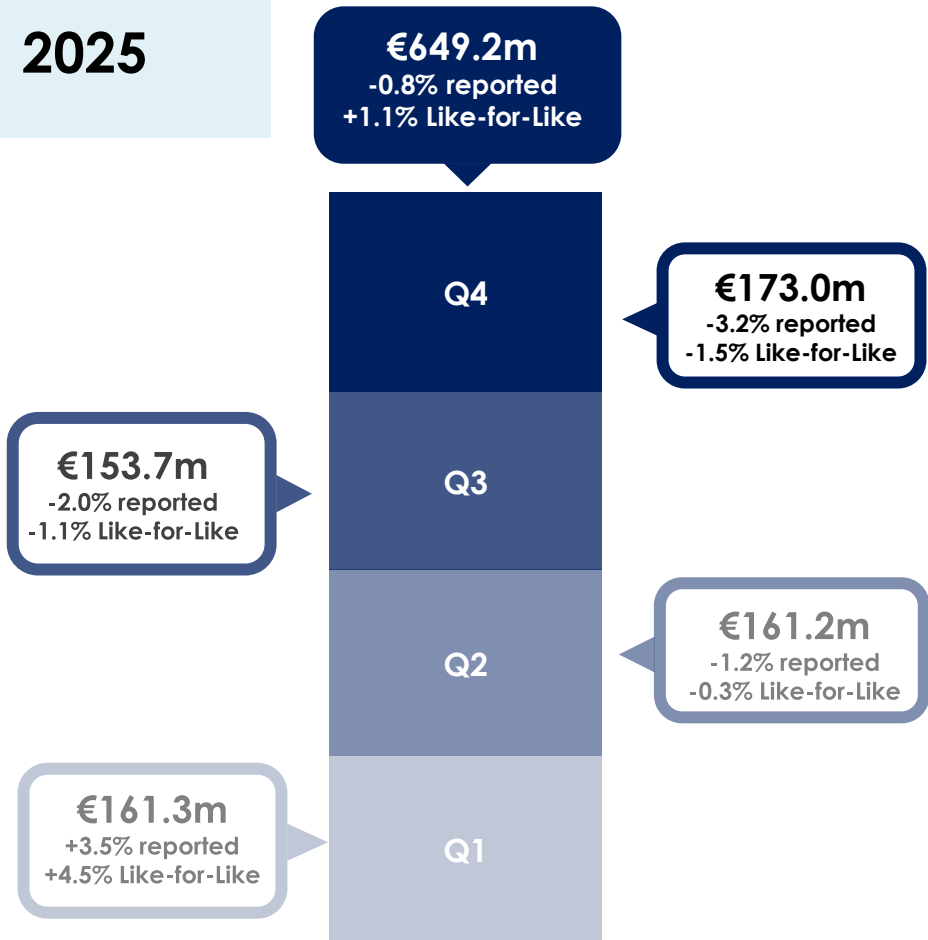 2025
€649.2m
-0.8% reported
+1.1% Like-for-Like
Q4
€173.0m
-3.2% reported
-1.5% Like-for-Like
€153.7m
-2.0% reported
-1.1% Like-for-Like
Q3
Q2
€161.2m
-1.2% reported
-0.3% Like-for-Like
€161.3m
+3.5% reported
+4.5% Like-for-Like
Q1